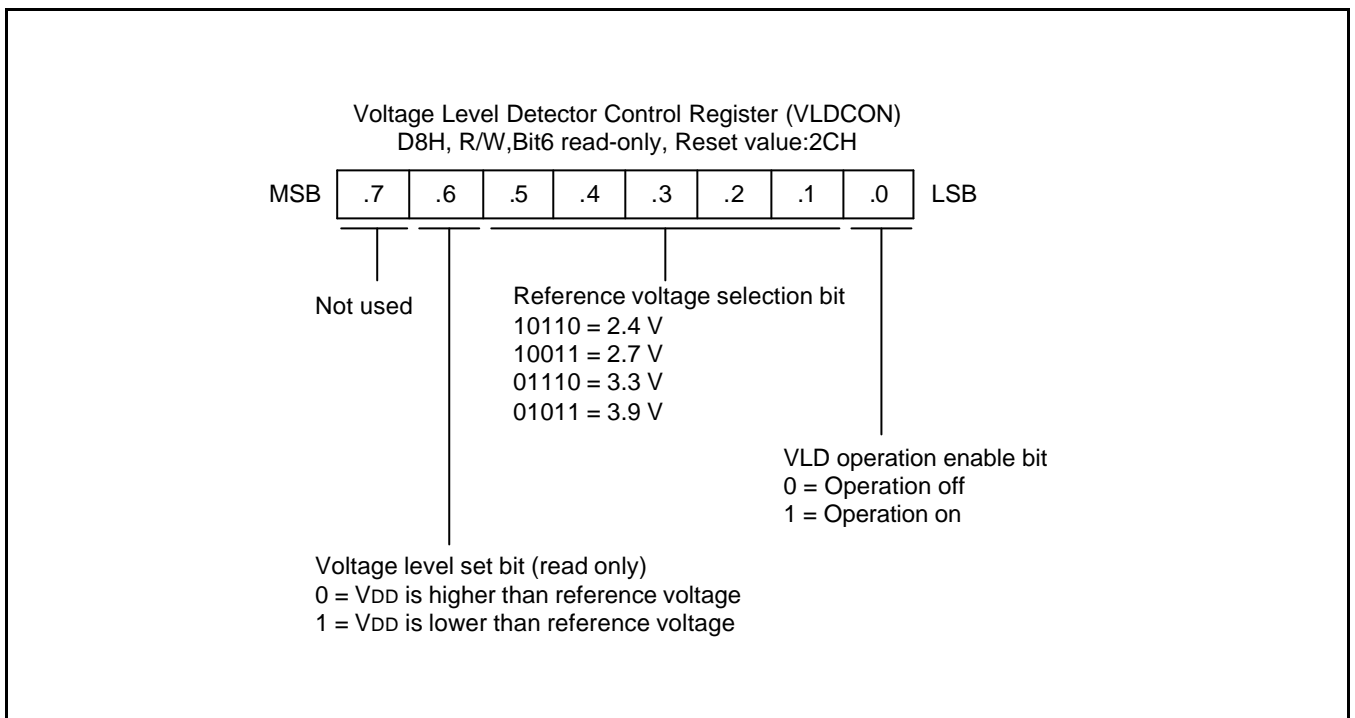 Voltage Level Detector Control Register (VLDCON)
D8H, R/W,Bit6 read-only, Reset value:2CH
MSB .7 .6 .5 .4 .3 .2 .1 .0 LSB
Not used
Reference voltage selection bit
10110 = 2.4 V
10011 = 2.7 V
01110 = 3.3 V
01011 = 3.9 V
VLD operation enable bit
0 = Operation off
1 = Operation on
Voltage level set bit (read only)
0 = VDD is higher than reference voltage
1 = VDD is lower than reference voltage